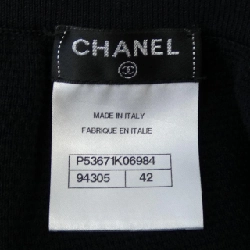 CHANEL
MADE IN ITALY
FABRIQUE EN ITALIE
P53671K06984
94305 42